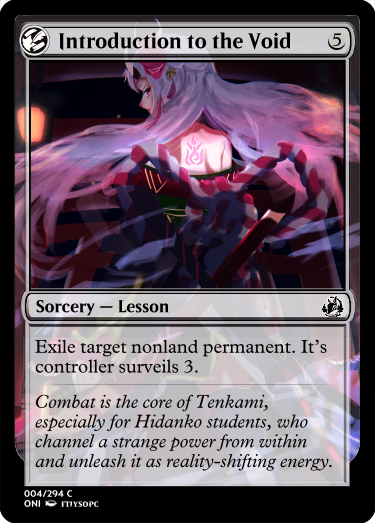 Introduction to the Void 5
Sorcery — Lesson
Exile target nonland permanent. It's
controller surveils 3.
Combat is the core of Tenkami,
especially for Hidanko students, who
channel a strange power from within
and unleash it as reality-shifting energy.
004/294 C
ONI FTJYSOPC